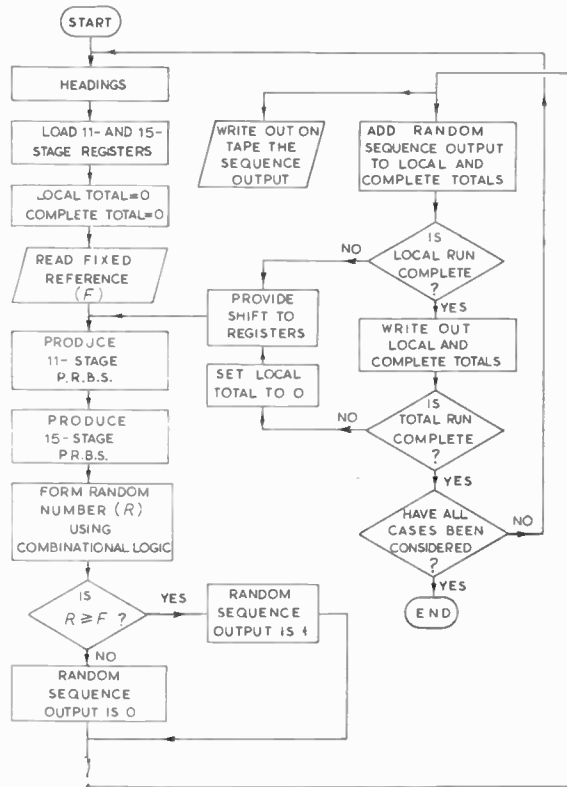 START
HEADINGS
LOAD 11- AND 15-
STAGE REGISTERS
LOCAL TOTAL=0
COMPLETE TOTAL=0
READ FIXED
REFERENCE
(F)
PRODUCE
11-STAGE
P.R.B.S.
PRODUCE
15-STAGE
P.R.B.S.
FORM RANDOM
NUMBER (R)
USING
COMBINATIONAL LOGIC
IS
R ≥ F ?
YES
RANDOM
SEQUENCE
OUTPUT IS 1
NO
RANDOM
SEQUENCE
OUTPUT IS 0
WRITE OUT ON
TAPE THE
SEQUENCE
OUTPUT
ADD RANDOM
SEQUENCE OUTPUT
TO LOCAL AND
COMPLETE TOTALS
IS
LOCAL RUN
COMPLETE
?
NO
YES
PROVIDE
SHIFT TO
REGISTERS
WRITE OUT
LOCAL AND
COMPLETE TOTALS
SET LOCAL
TOTAL TO 0
NO
IS
TOTAL RUN
COMPLETE
?
YES
HAVE ALL
CASES BEEN
CONSIDERED
?
NO
YES
END